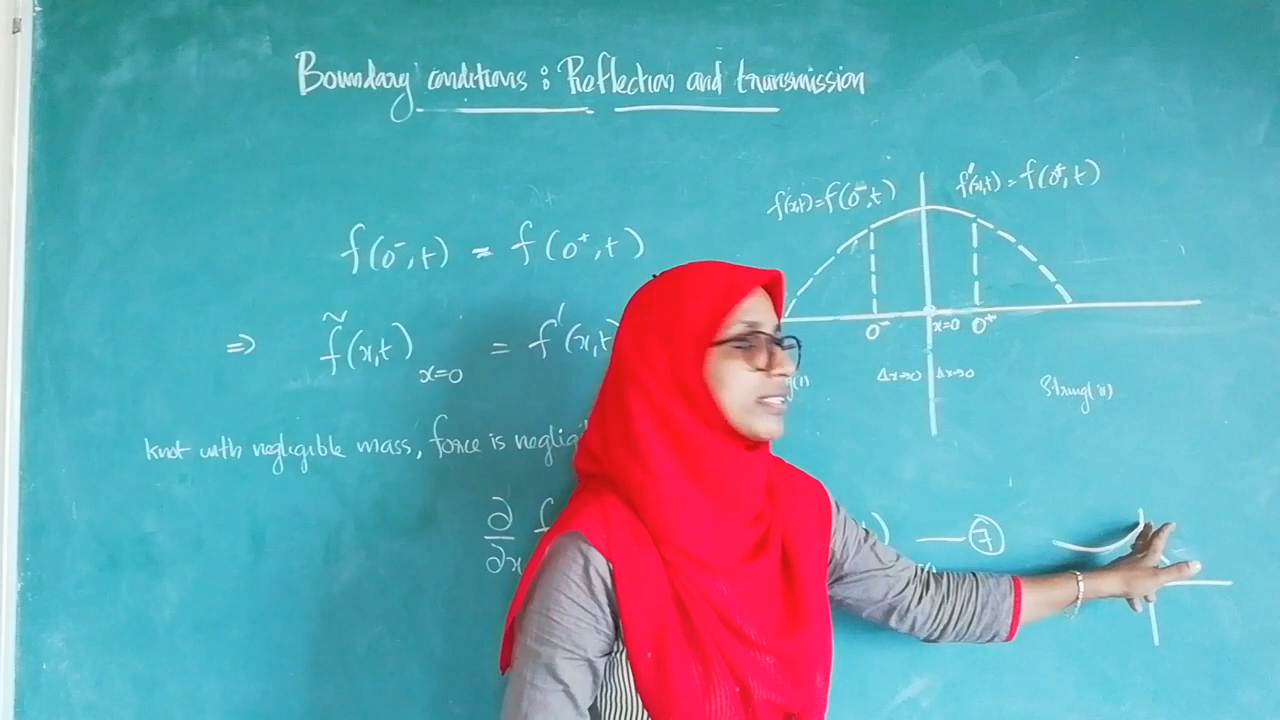 Boundary conditions : Reflection and transmission
f(x,t) = f(0⁻,t)
f'(x,t) = f(0⁺,t)
f(0⁻,t) = f(0⁺,t)
0⁻ x=0 0⁺
⇒ f̃(x,t) x=0 = f'(x,t
Δx→0 Δx→0
String(ii)
knot with negligible mass, force is
∂/∂x f ) — ⑦